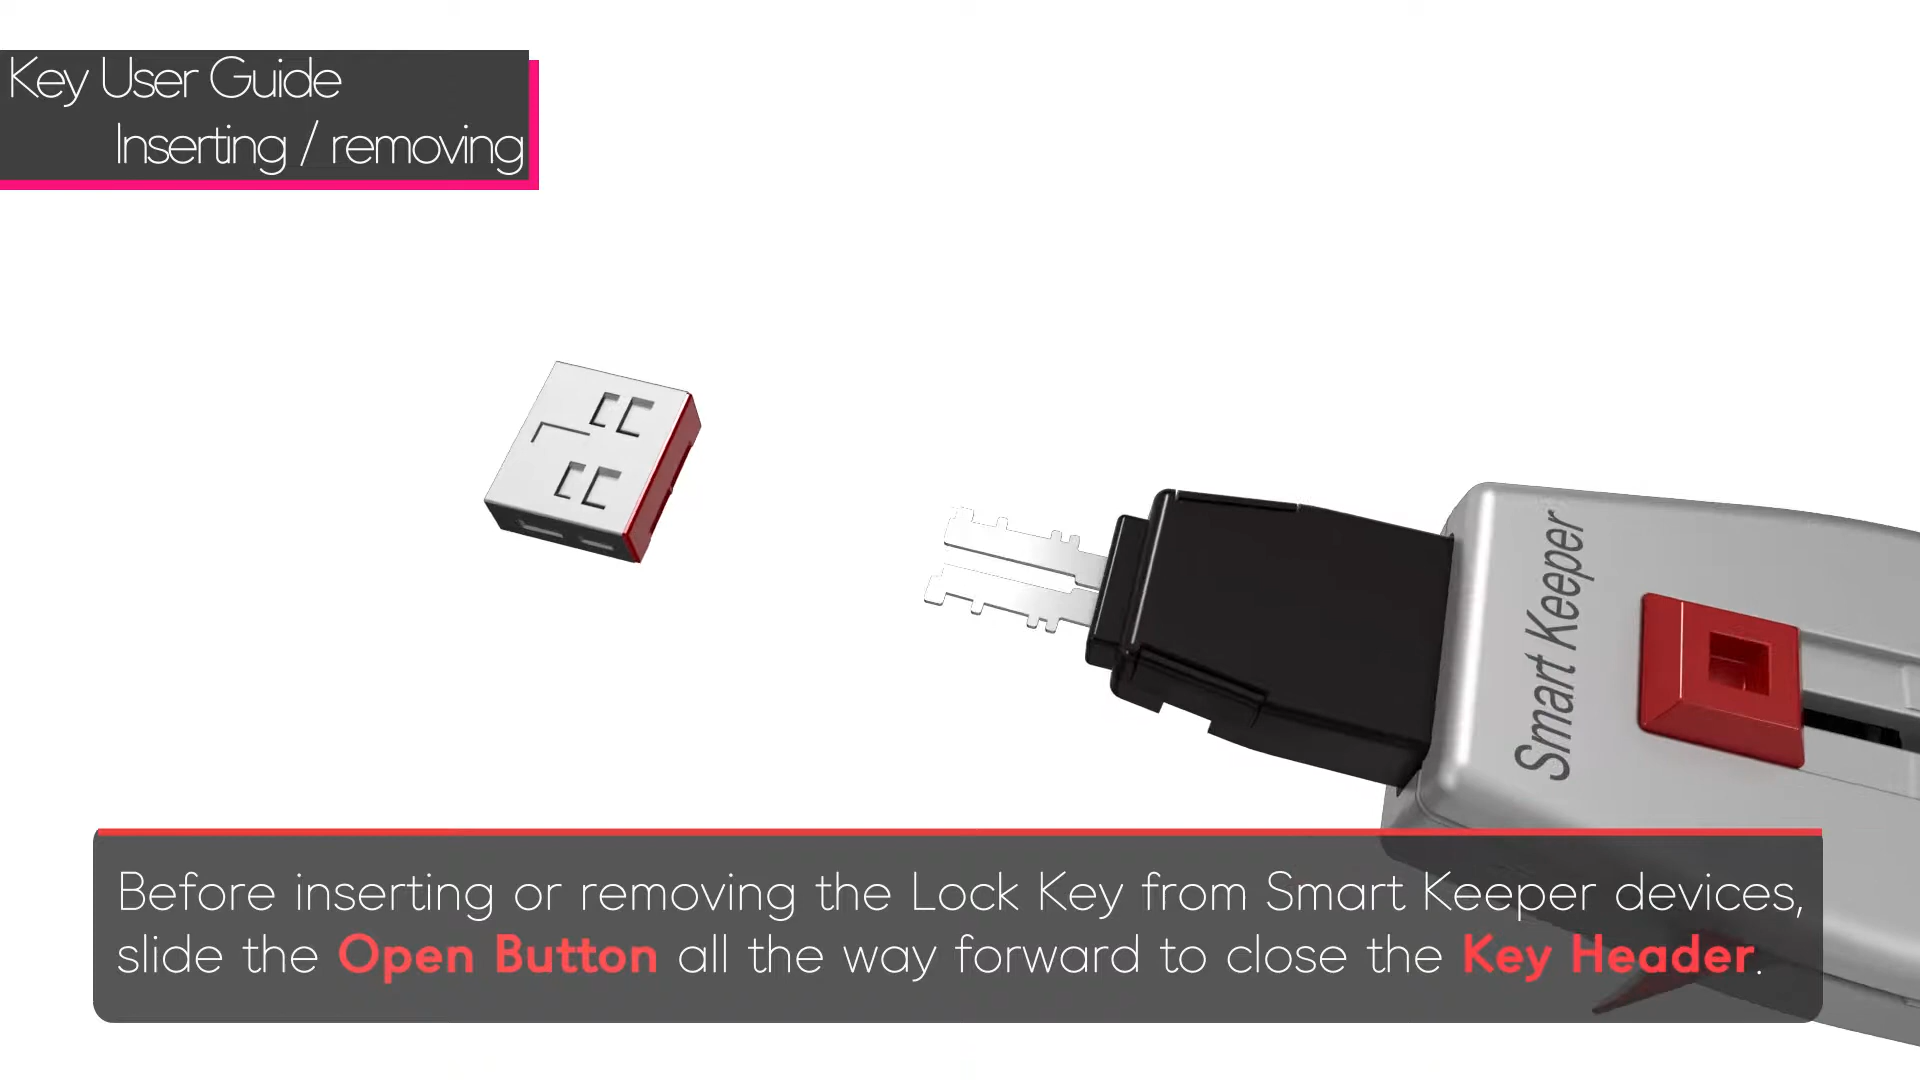 Key User Guide
Inserting / removing
Smart Keeper
Before inserting or removing the Lock Key from Smart Keeper devices,
slide the Open Button all the way forward to close the Key Header.